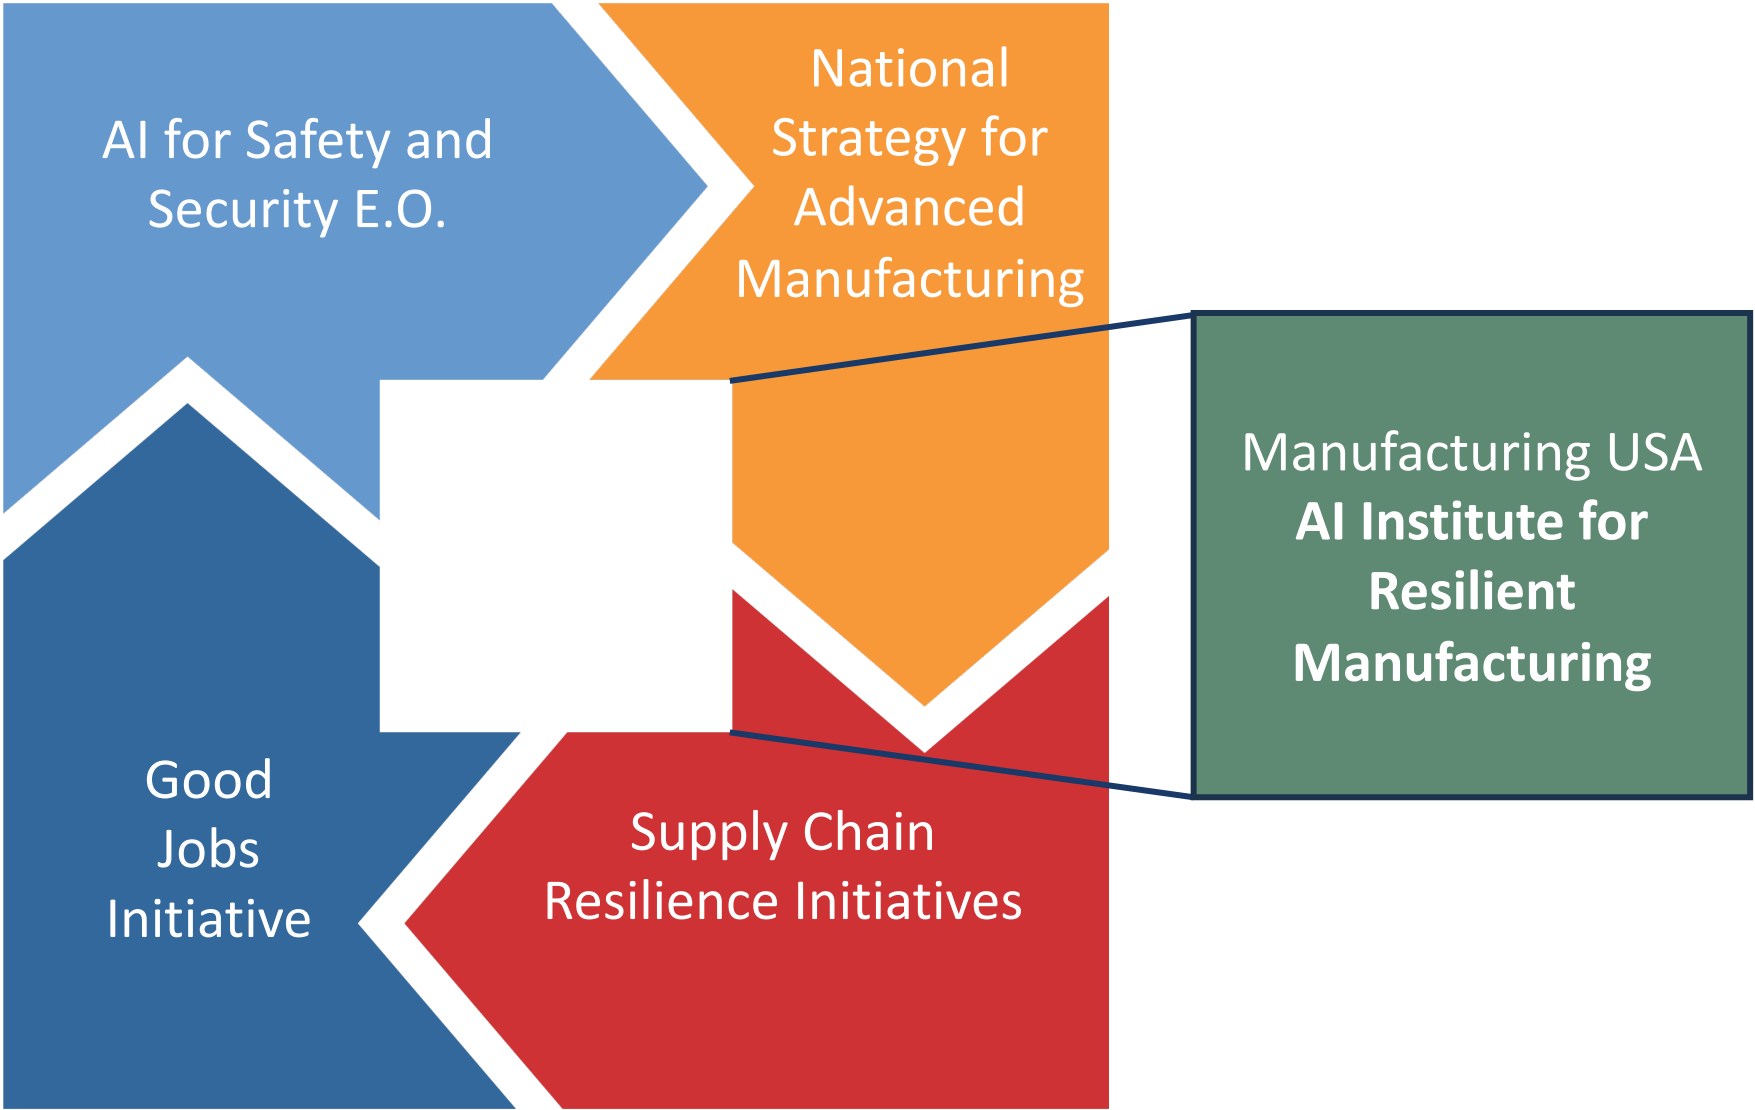 AI for Safety and
Security E.O.
National
Strategy for
Advanced
Manufacturing
Manufacturing USA
AI Institute for
Resilient
Manufacturing
Good
Jobs
Initiative
Supply Chain
Resilience Initiatives